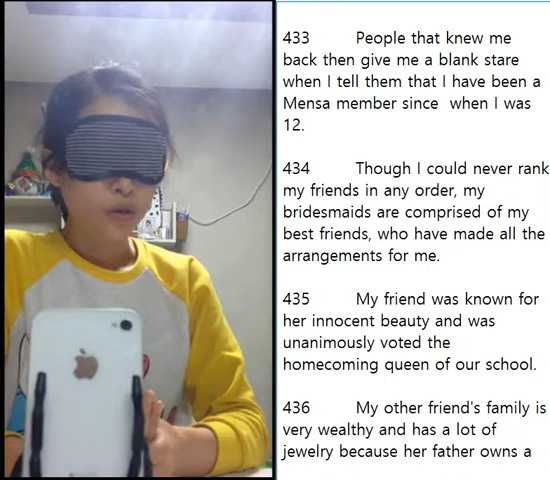 433 People that knew me
back then give me a blank stare
when I tell them that I have been a
Mensa member since when I was
12.
434 Though I could never rank
my friends in any order, my
bridesmaids are comprised of my
best friends, who have made all the
arrangements for me.
435 My friend was known for
her innocent beauty and was
unanimously voted the
homecoming queen of our school.
436 My other friend's family is
very wealthy and has a lot of
jewelry because her father owns a